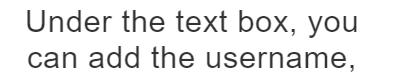 Under the text box, you
can add the username,